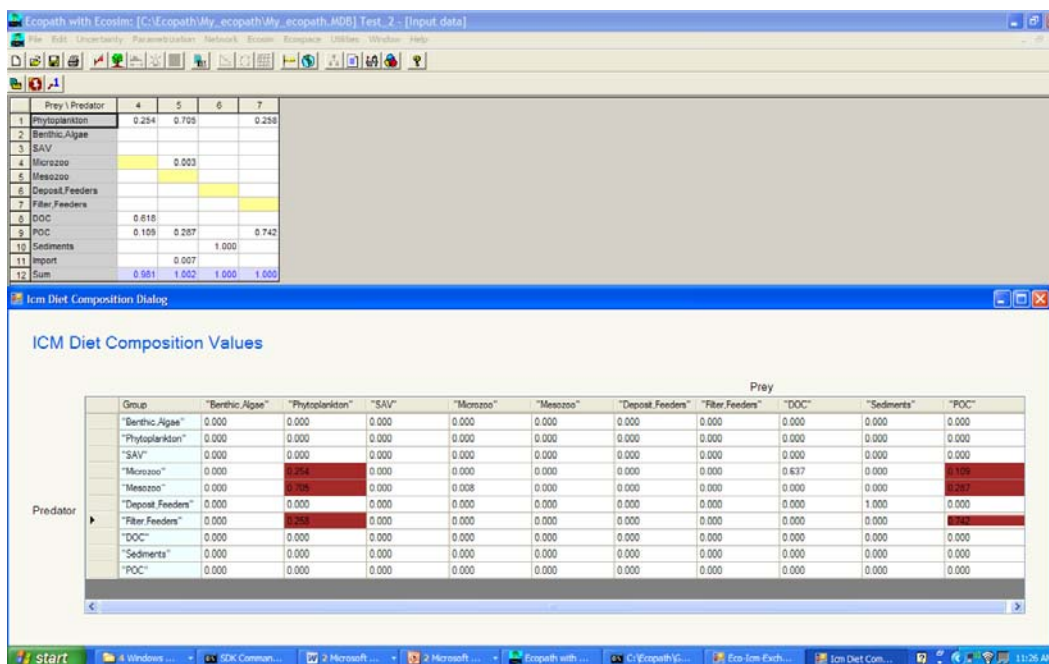 Ecopath with Ecosim: [C:\Ecopath\My_ecopath\My_ecopath.MDB] Test_2 - [Input data]
File Edit Uncertainty Parametrization Network Ecosim Ecospace Utilities Window Help
Prey \ Predator 4 5 6 7
1 Phytoplankton 0.254 0.705 0.258
2 Benthic,Algae
3 SAV
4 Microzoo 0.003
5 Mesozoo
6 Deposit,Feeders
7 Filter,Feeders
8 DOC 0.618
9 POC 0.109 0.287 0.742
10 Sediments 1.000
11 Import 0.007
12 Sum 0.981 1.002 1.000 1.000
Icm Diet Composition Dialog
ICM Diet Composition Values
Prey
Group "Benthic,Algae" "Phytoplankton" "SAV" "Microzoo" "Mesozoo" "Deposit,Feeders" "Filter,Feeders" "DOC" "Sediments" "POC"
"Benthic,Algae" 0.000 0.000 0.000 0.000 0.000 0.000 0.000 0.000 0.000 0.000
"Phytoplankton" 0.000 0.000 0.000 0.000 0.000 0.000 0.000 0.000 0.000 0.000
"SAV" 0.000 0.000 0.000 0.000 0.000 0.000 0.000 0.000 0.000 0.000
"Microzoo" 0.000 0.254 0.000 0.000 0.000 0.000 0.000 0.637 0.000 0.109
"Mesozoo" 0.000 0.705 0.000 0.008 0.000 0.000 0.000 0.000 0.000 0.287
Predator
"Deposit,Feeders" 0.000 0.000 0.000 0.000 0.000 0.000 0.000 0.000 1.000 0.000
"Filter,Feeders" 0.000 0.258 0.000 0.000 0.000 0.000 0.000 0.000 0.000 0.742
"DOC" 0.000 0.000 0.000 0.000 0.000 0.000 0.000 0.000 0.000 0.000
"Sediments" 0.000 0.000 0.000 0.000 0.000 0.000 0.000 0.000 0.000 0.000
"POC" 0.000 0.000 0.000 0.000 0.000 0.000 0.000 0.000 0.000 0.000
start 4 Windows ... SDK Comman... 2 Microsoft ... 2 Microsoft ... Ecopath with ... C:\Ecopath\G... Eco-Icm Exch... Icm Diet Com... 11:26 AM